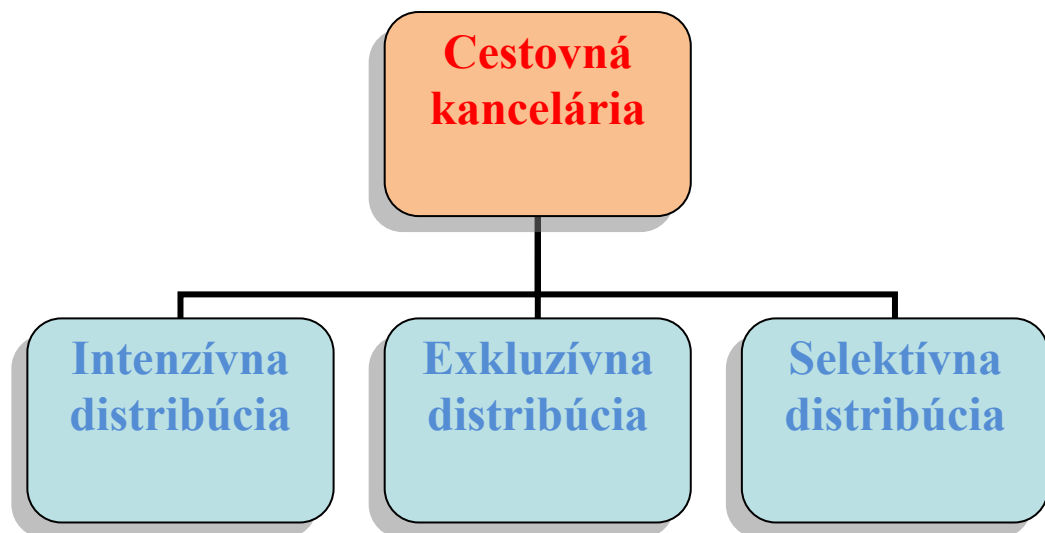 Cestovná
kancelária
Intenzívna
distribúcia
Exkluzívna
distribúcia
Selektívna
distribúcia